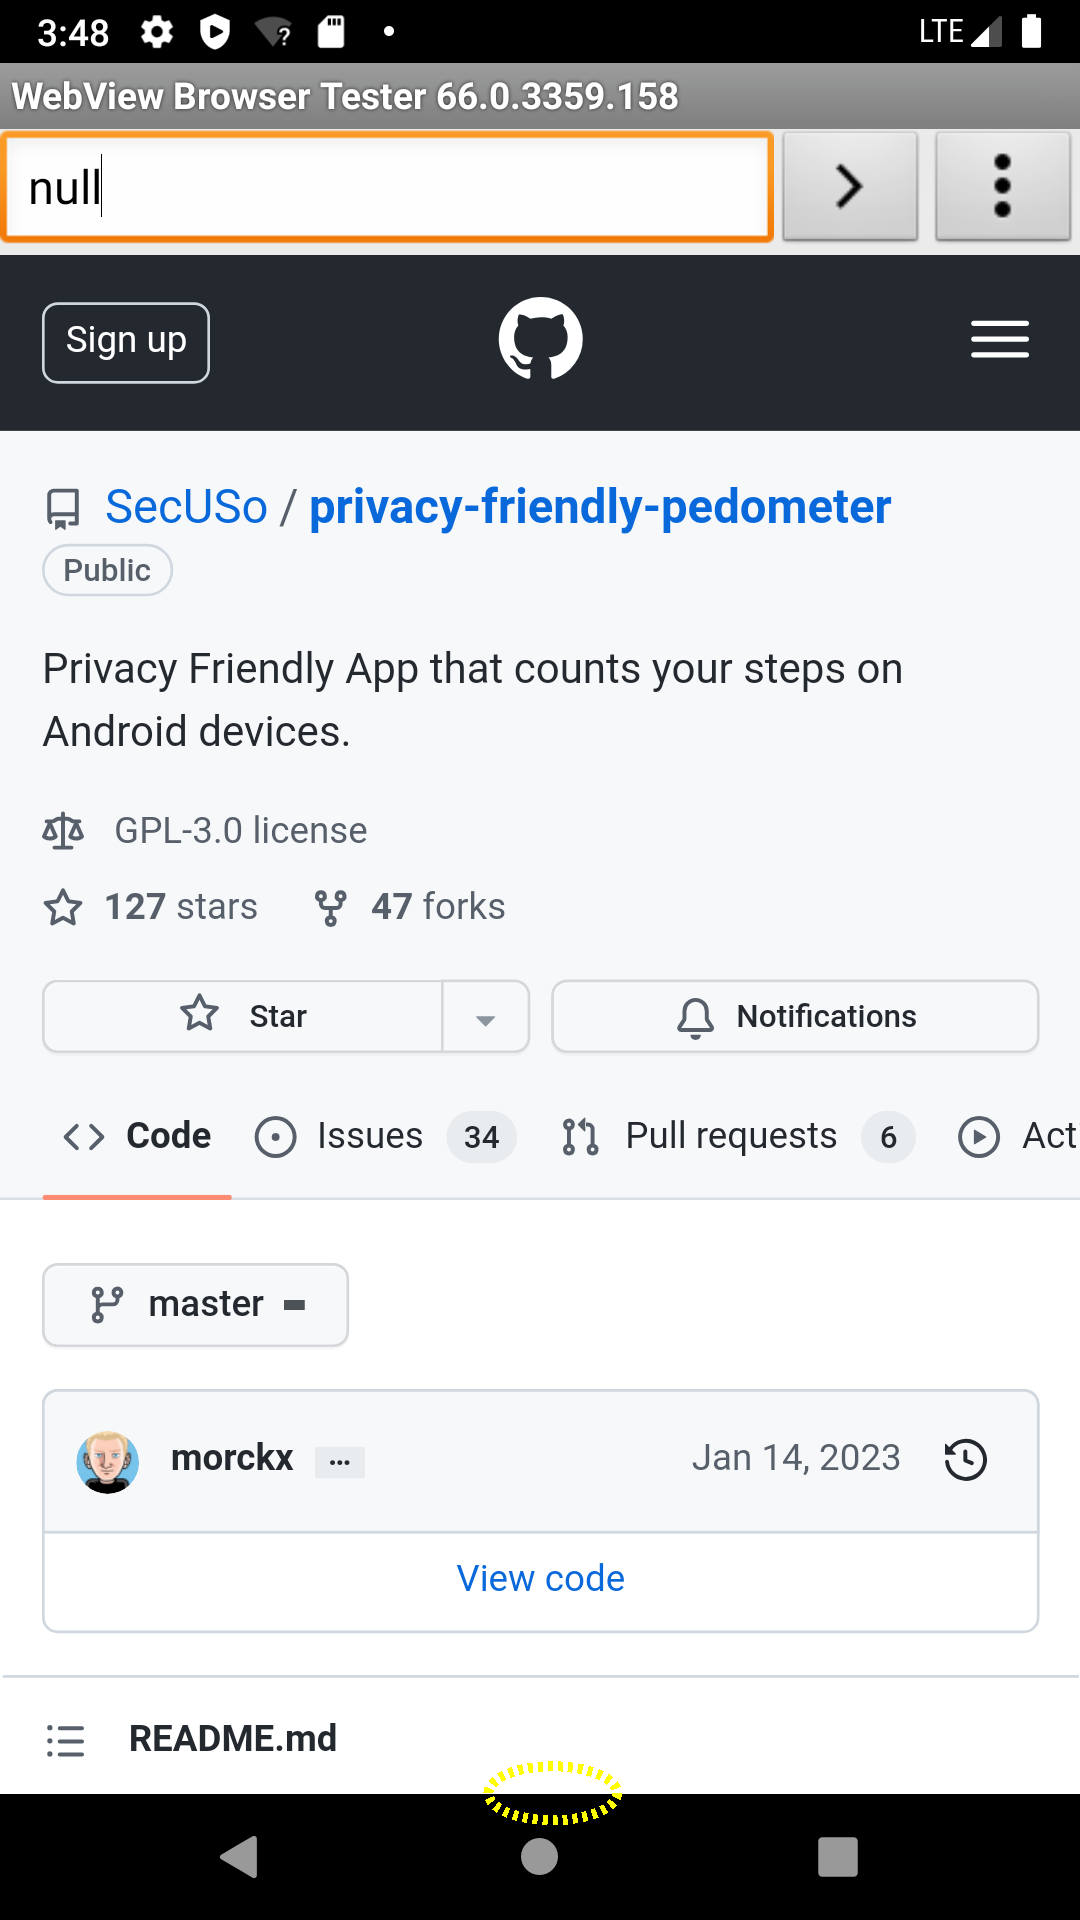 3:48
LTE
WebView Browser Tester 66.0.3359.158
null
Sign up
SecUSo / privacy-friendly-pedometer
Public
Privacy Friendly App that counts your steps on
Android devices.
GPL-3.0 license
127 stars 47 forks
Star Notifications
Code Issues 34 Pull requests 6 Act
master
morckx ... Jan 14, 2023
View code
README.md